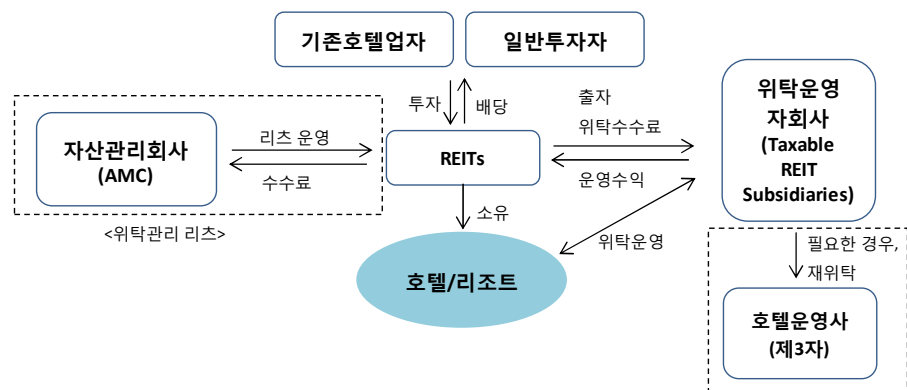 기존호텔업자
일반투자자
투자
배당
출자
위탁수수료
운영수익
자산관리회사
(AMC)
리츠 운영
수수료
REITs
위탁운영
자회사
(Taxable
REIT
Subsidiaries)
<위탁관리 리츠>
소유
위탁운영
호텔/리조트
필요한 경우,
재위탁
호텔운영사
(제3자)